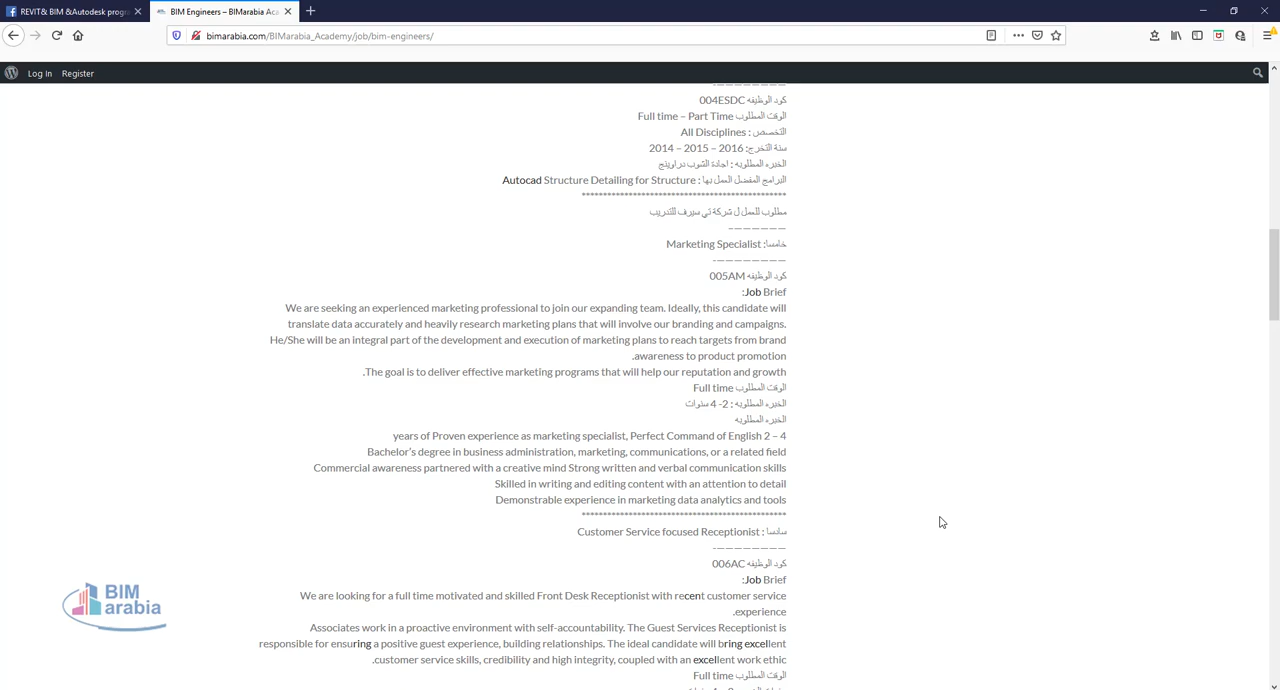 REVIT& BIM &Autodesk progra
BIM Engineers – BIMarabia Aca
bimarabia.com/BIMarabia_Academy/job/bim-engineers/
Log In Register
————————-
كود الوظيفه 004ESDC
الوقت المطلوب Full time – Part Time
التخصص : All Disciplines
سنة التخرج: 2016 – 2015 – 2014
الخبره المطلوبه : اجادة الشوب دراوينج
البرامج المفضل العمل بها : Autocad Structure Detailing for Structure
************************************************
مطلوب للعمل ل شركة تي سيرف للتدريب
——————–
خامسا: Marketing Specialist
————————-
كود الوظيفه 005AM
:Job Brief
We are seeking an experienced marketing professional to join our expanding team. Ideally, this candidate will
translate data accurately and heavily research marketing plans that will involve our branding and campaigns.
He/She will be an integral part of the development and execution of marketing plans to reach targets from brand
.awareness to product promotion
.The goal is to deliver effective marketing programs that will help our reputation and growth
الوقت المطلوب Full time
الخبره المطلوبه : 2- 4 سنوات
الخبره المطلوبه
years of Proven experience as marketing specialist, Perfect Command of English 2 – 4
Bachelor's degree in business administration, marketing, communications, or a related field
Commercial awareness partnered with a creative mind Strong written and verbal communication skills
Skilled in writing and editing content with an attention to detail
Demonstrable experience in marketing data analytics and tools
************************************************
سادسا : Customer Service focused Receptionist
————————-
كود الوظيفه 006AC
:Job Brief
We are looking for a full time motivated and skilled Front Desk Receptionist with recent customer service
.experience
Associates work in a proactive environment with self-accountability. The Guest Services Receptionist is
responsible for ensuring a positive guest experience, building relationships. The ideal candidate will bring excellent
.customer service skills, credibility and high integrity, coupled with an excellent work ethic
الوقت المطلوب Full time
BIM
arabia